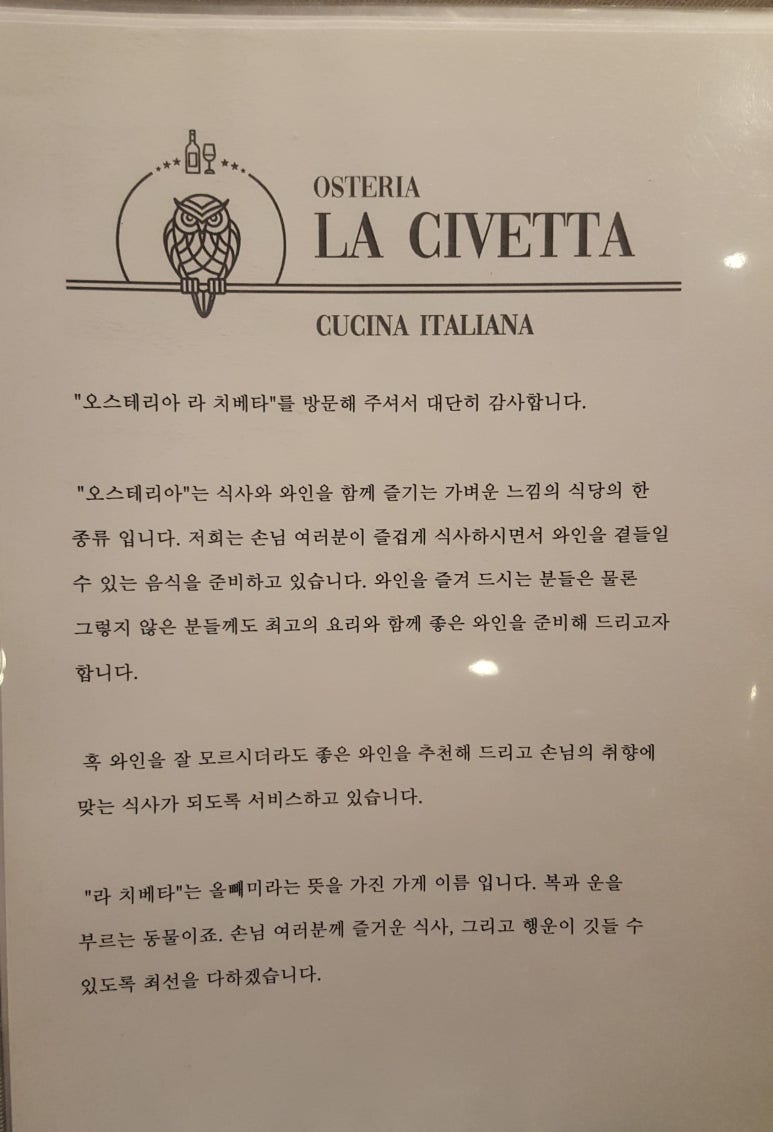 OSTERIA
LA CIVETTA
CUCINA ITALIANA
"오스테리아 라 치베타"를 방문해 주셔서 대단히 감사합니다.
"오스테리아"는 식사와 와인을 함께 즐기는 가벼운 느낌의 식당의 한
종류 입니다. 저희는 손님 여러분이 즐겁게 식사하시면서 와인을 곁들일
수 있는 음식을 준비하고 있습니다. 와인을 즐겨 드시는 분들은 물론
그렇지 않은 분들께도 최고의 요리와 함께 좋은 와인을 준비해 드리고자
합니다.
혹 와인을 잘 모르시더라도 좋은 와인을 추천해 드리고 손님의 취향에
맞는 식사가 되도록 서비스하고 있습니다.
"라 치베타"는 올빼미라는 뜻을 가진 가게 이름 입니다. 복과 운을
부르는 동물이죠. 손님 여러분께 즐거운 식사, 그리고 행운이 깃들 수
있도록 최선을 다하겠습니다.